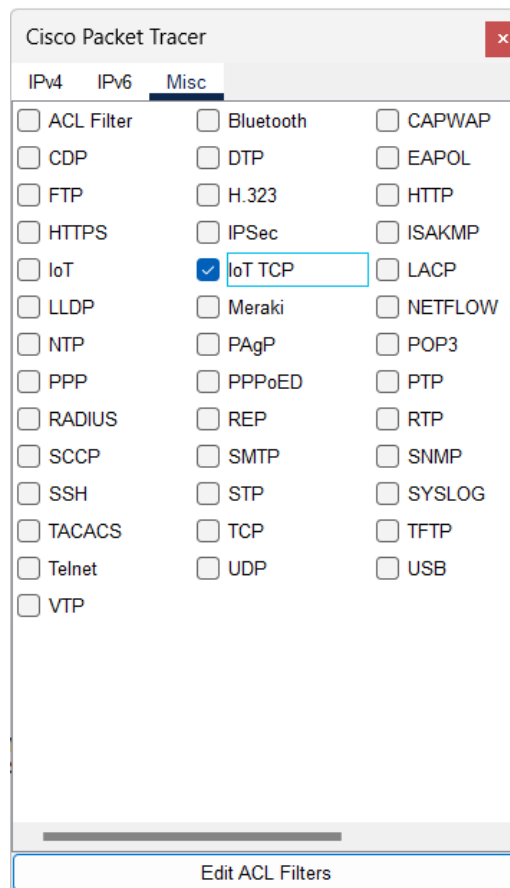 Cisco Packet Tracer
IPv4 IPv6 Misc
ACL Filter Bluetooth CAPWAP
CDP DTP EAPOL
FTP H.323 HTTP
HTTPS IPSec ISAKMP
IoT IoT TCP LACP
LLDP Meraki NETFLOW
NTP PAgP POP3
PPP PPPoED PTP
RADIUS REP RTP
SCCP SMTP SNMP
SSH STP SYSLOG
TACACS TCP TFTP
Telnet UDP USB
VTP
Edit ACL Filters